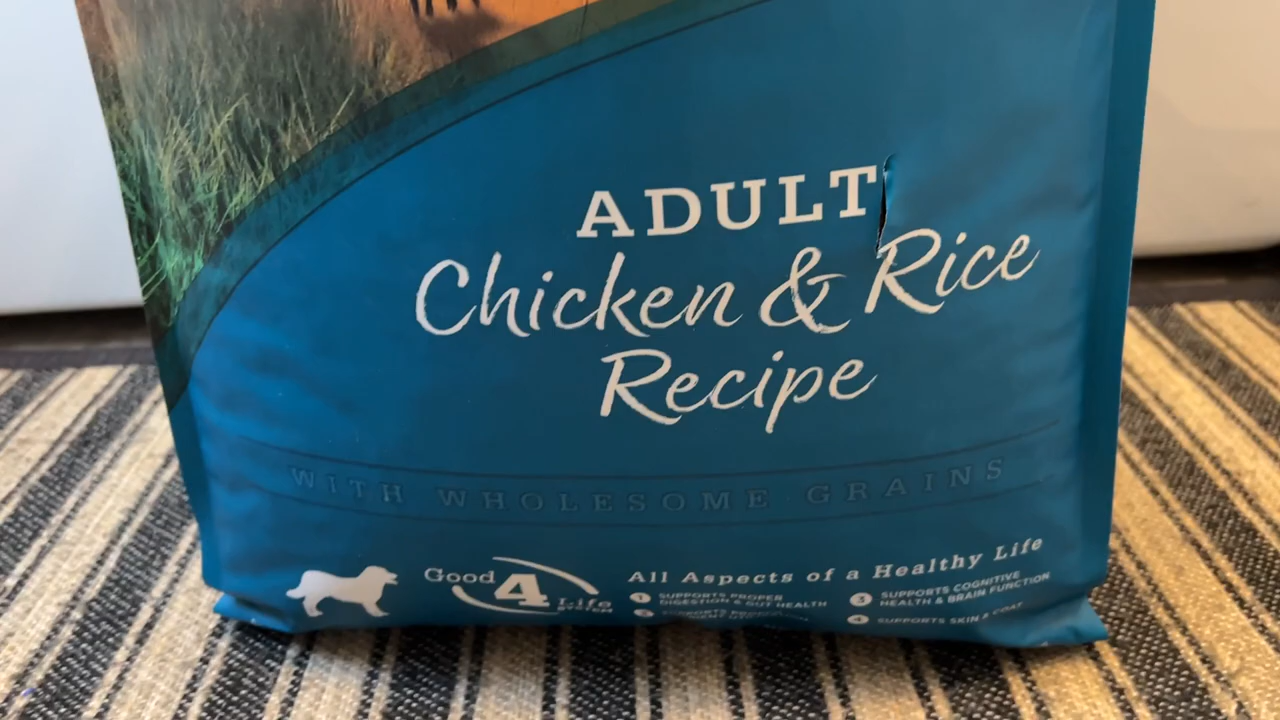 ADULT
Chicken & Rice
Recipe
WITH WHOLESOME GRAINS
Good 4 Life
All Aspects of a Healthy Life
1 SUPPORTS PROPER
DIGESTION & GUT HEALTH
3 SUPPORTS COGNITIVE
HEALTH & BRAIN FUNCTION
4 SUPPORTS SKIN & COAT